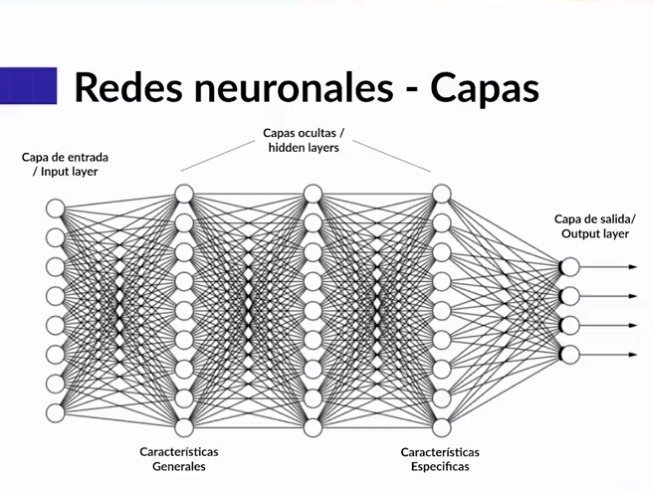 Redes neuronales - Capas
Capas ocultas /
hidden layers
Capa de entrada
/ Input layer
Capa de salida/
Output layer
Características
Generales
Características
Especificas